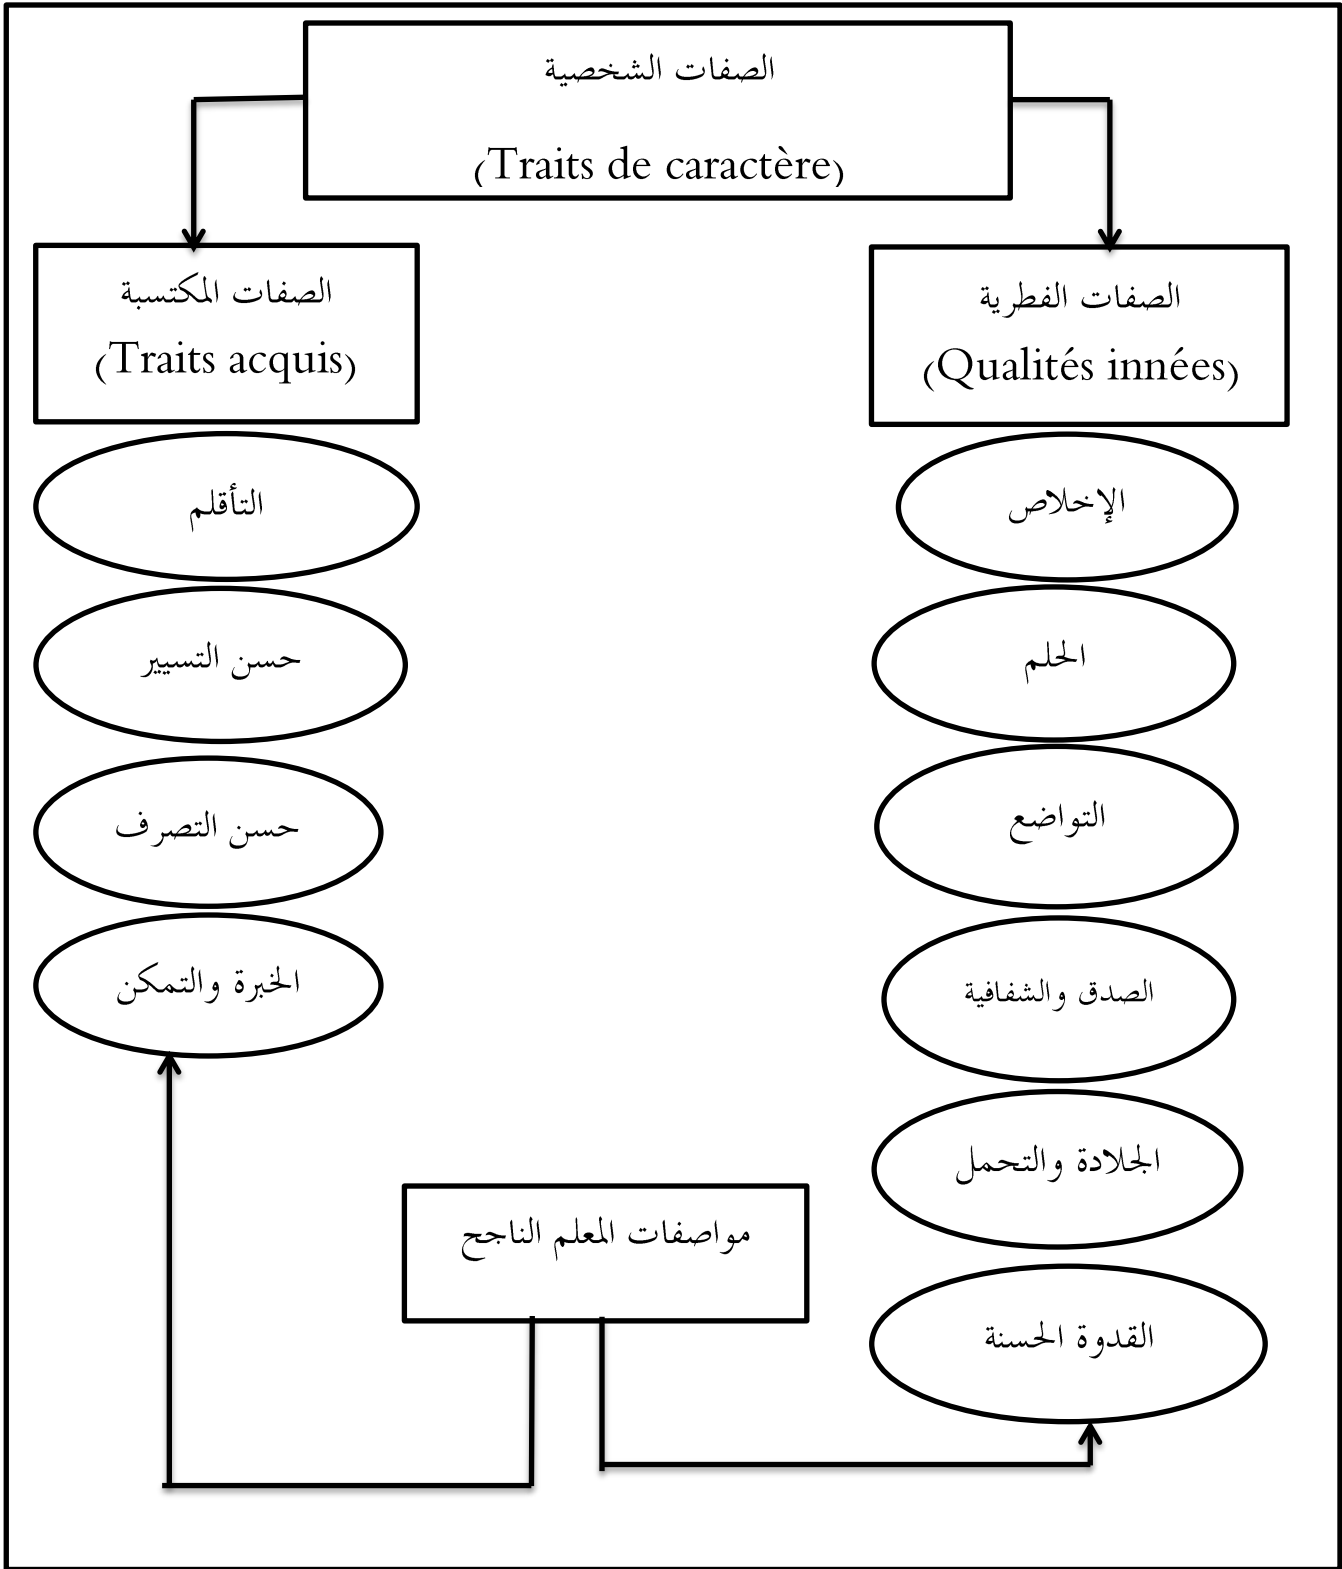 الصفات الشخصية
(Traits de caractère)
الصفات الفطرية
(Qualités innées)
الإخلاص
الحلم
التواضع
الصدق والشفافية
الجلادة والتحمل
القدوة الحسنة
الصفات المكتسبة
(Traits acquis)
التأقلم
حسن التسيير
حسن التصرف
الخبرة والتمكن
مواصفات المعلم الناجح